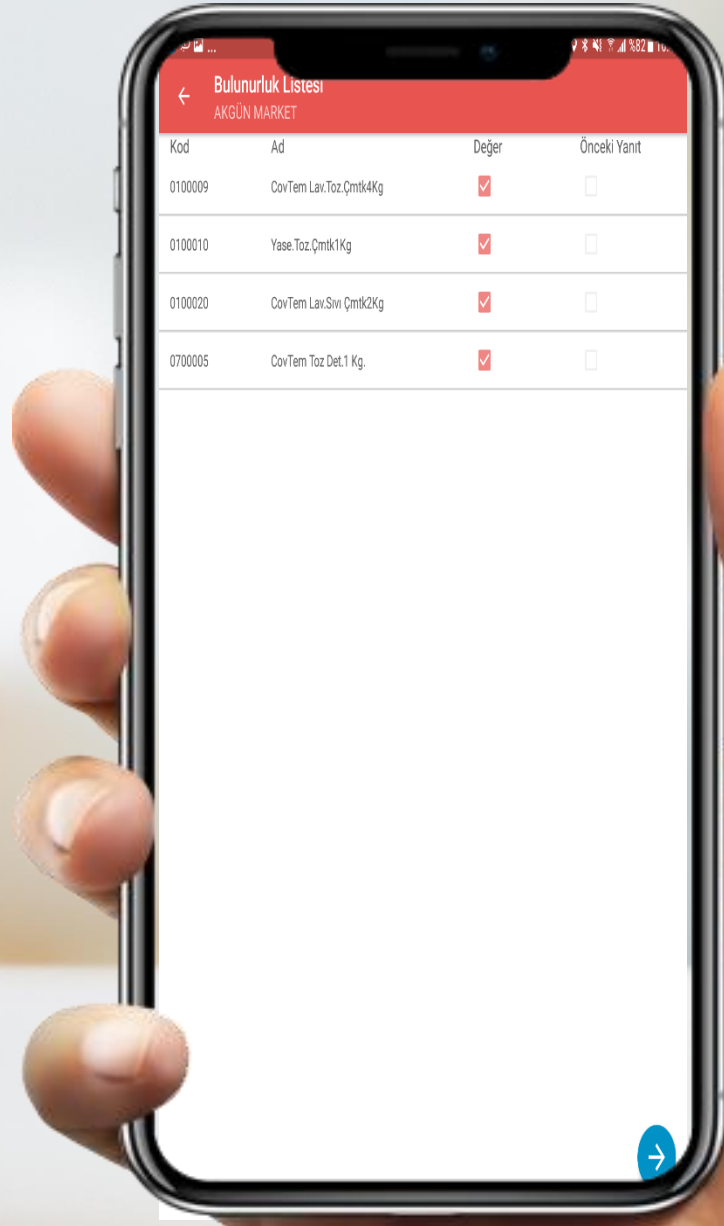 ... %82
Bulunurluk Listesi
AKGÜN MARKET
Kod Ad Değer Önceki Yanıt
0100009 CovTem Lav.Toz.Çmtk4Kg
0100010 Yase.Toz.Çmtk1Kg
0100020 CovTem Lav.Sıvı Çmtk2Kg
0700005 CovTem Toz Det.1 Kg.